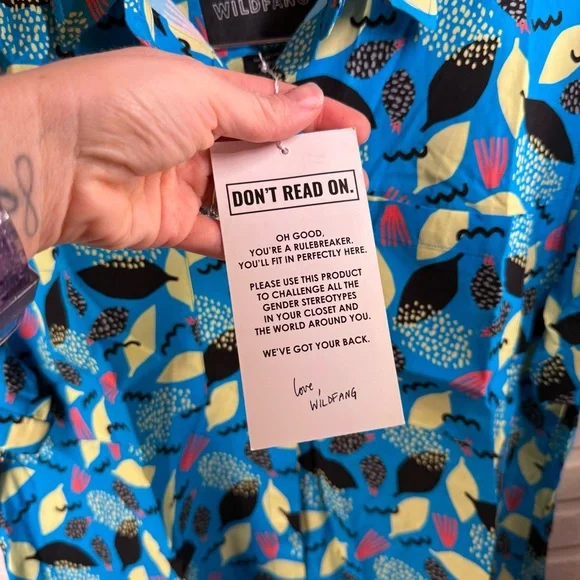 WILDFANG
DON'T READ ON.
OH GOOD,
YOU'RE A RULEBREAKER.
YOU'LL FIT IN PERFECTLY HERE.
PLEASE USE THIS PRODUCT
TO CHALLENGE ALL THE
GENDER STEREOTYPES
IN YOUR CLOSET AND
THE WORLD AROUND YOU.
WE'VE GOT YOUR BACK.
love,
WILDFANG